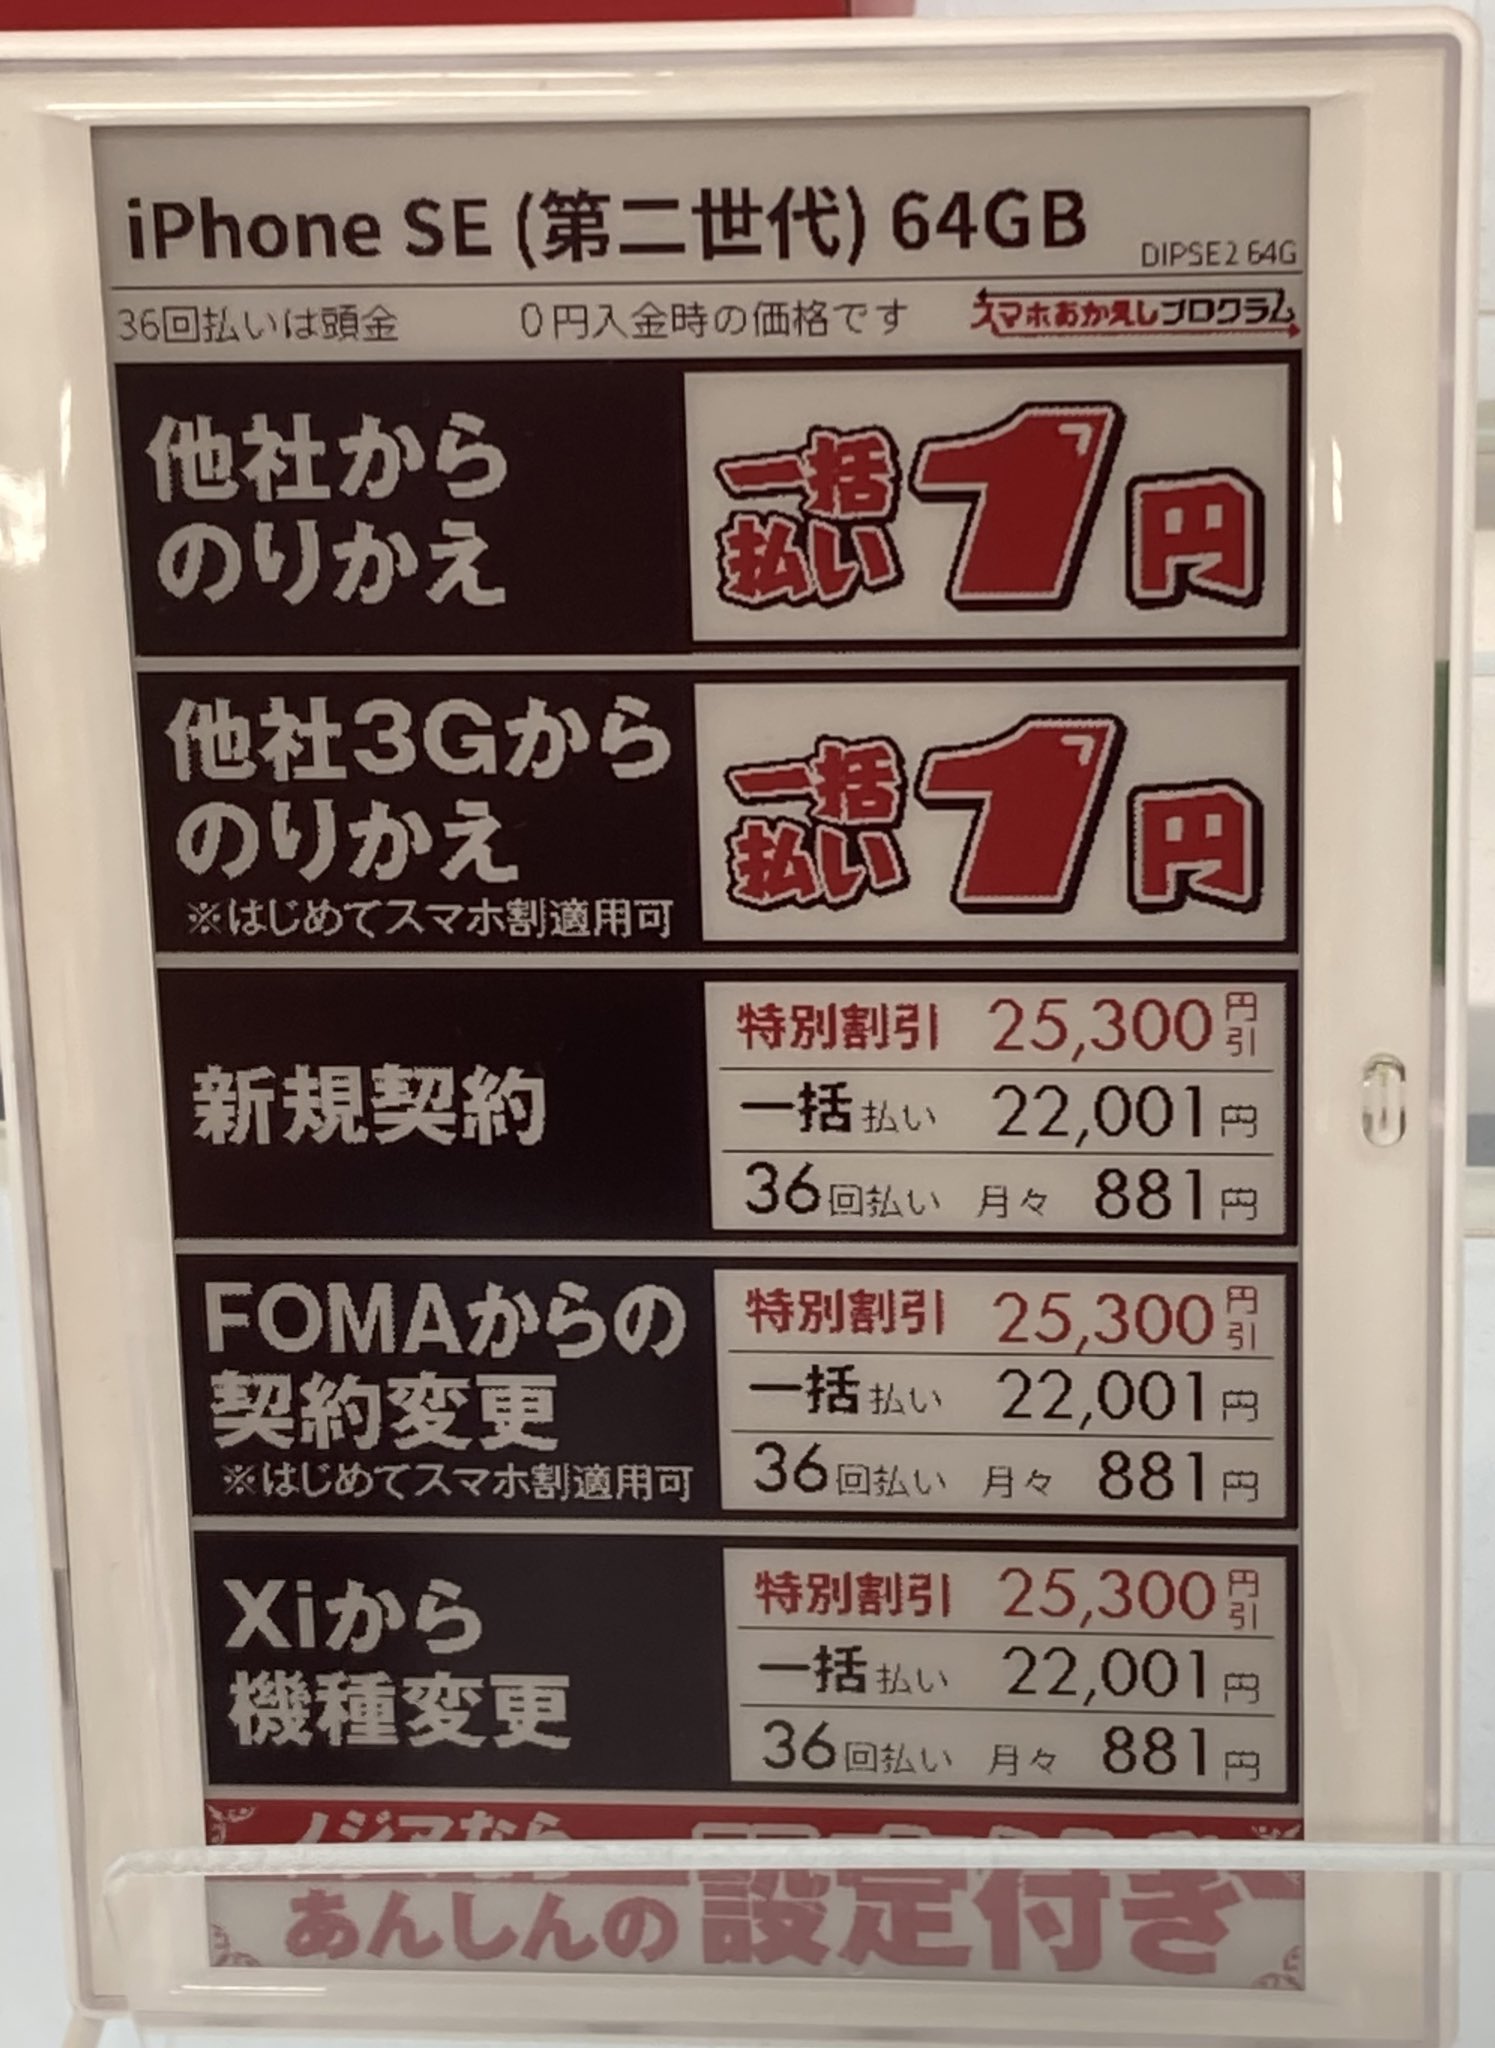 iPhone SE (第二世代) 64GB
DIPSE2 64G
36回払いは頭金 0円入金時の価格です
スマホおかえしプログラム
他社から
のりかえ
一括
払い
1円
他社3Gから
のりかえ
※はじめてスマホ割適用可
一括
払い
1円
新規契約
特別割引 25,300円引
一括払い 22,001円
36回払い 月々 881円
FOMAからの
契約変更
※はじめてスマホ割適用可
特別割引 25,300円引
一括払い 22,001円
36回払い 月々 881円
Xiから
機種変更
特別割引 25,300円引
一括払い 22,001円
36回払い 月々 881円
ノジマなら
あんしんの設定付き